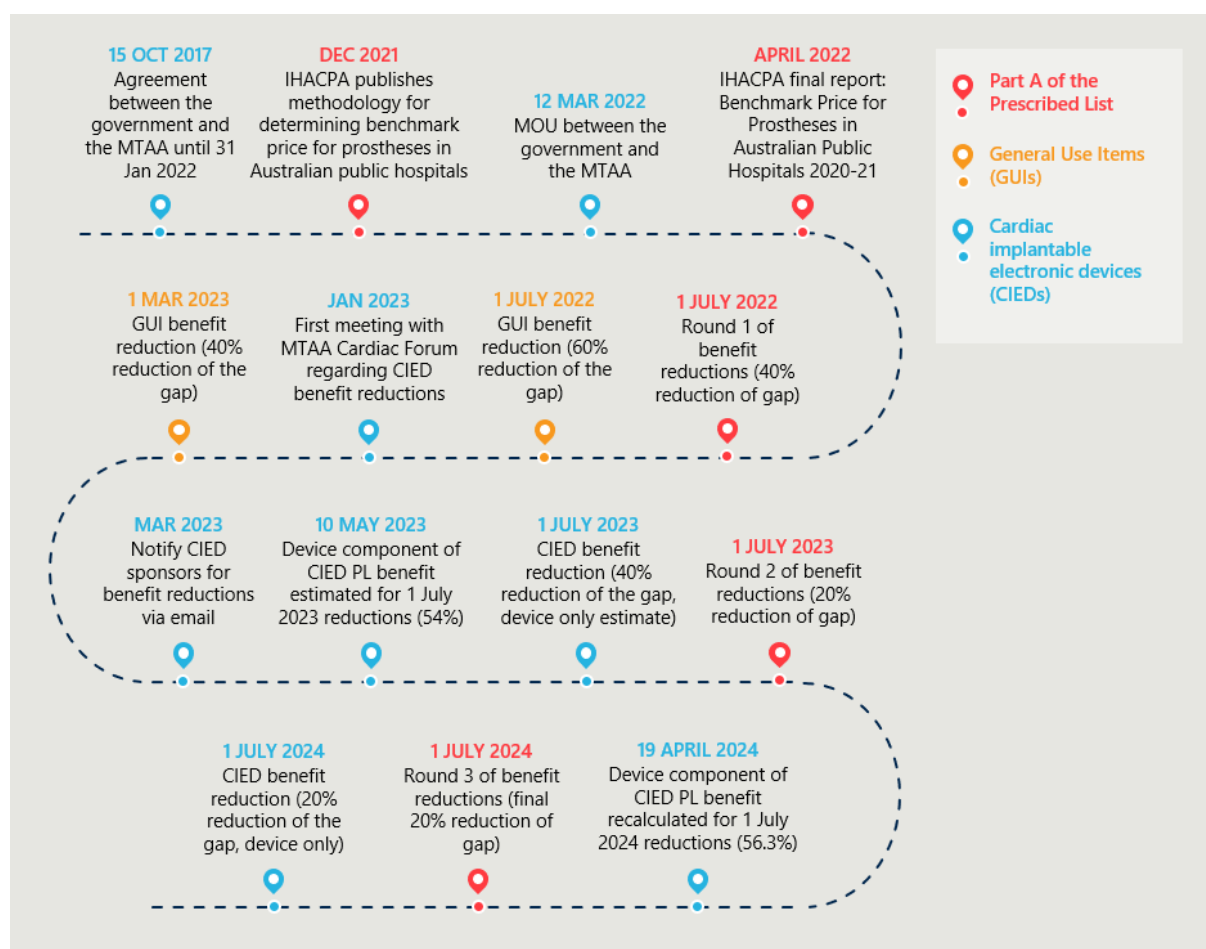 15 OCT 2017
Agreement
between the
government and
the MTAA until 31
Jan 2022
DEC 2021
IHACPA publishes
methodology for
determining benchmark
price for prostheses in
Australian public hospitals
12 MAR 2022
MOU between the
government and
the MTAA
APRIL 2022
IHACPA final report:
Benchmark Price for
Prostheses in
Australian Public
Hospitals 2020-21
Part A of the
Prescribed List
General Use Items
(GUIs)
Cardiac
implantable
electronic devices
(CIEDs)
1 MAR 2023
GUI benefit
reduction (40%
reduction of the
gap)
JAN 2023
First meeting with
MTAA Cardiac Forum
regarding CIED
benefit reductions
1 JULY 2022
GUI benefit
reduction (60%
reduction of the
gap)
1 JULY 2022
Round 1 of
benefit
reductions (40%
reduction of gap)
MAR 2023
Notify CIED
sponsors for
benefit reductions
via email
10 MAY 2023
Device component of
CIED PL benefit
estimated for 1 July
2023 reductions (54%)
1 JULY 2023
CIED benefit
reduction (40%
reduction of the gap,
device only estimate)
1 JULY 2023
Round 2 of benefit
reductions (20%
reduction of gap)
1 JULY 2024
CIED benefit
reduction (20%
reduction of the
gap, device only)
1 JULY 2024
Round 3 of benefit
reductions (final
20% reduction of
gap)
19 APRIL 2024
Device component of
CIED PL benefit
recalculated for 1 July
2024 reductions (56.3%)